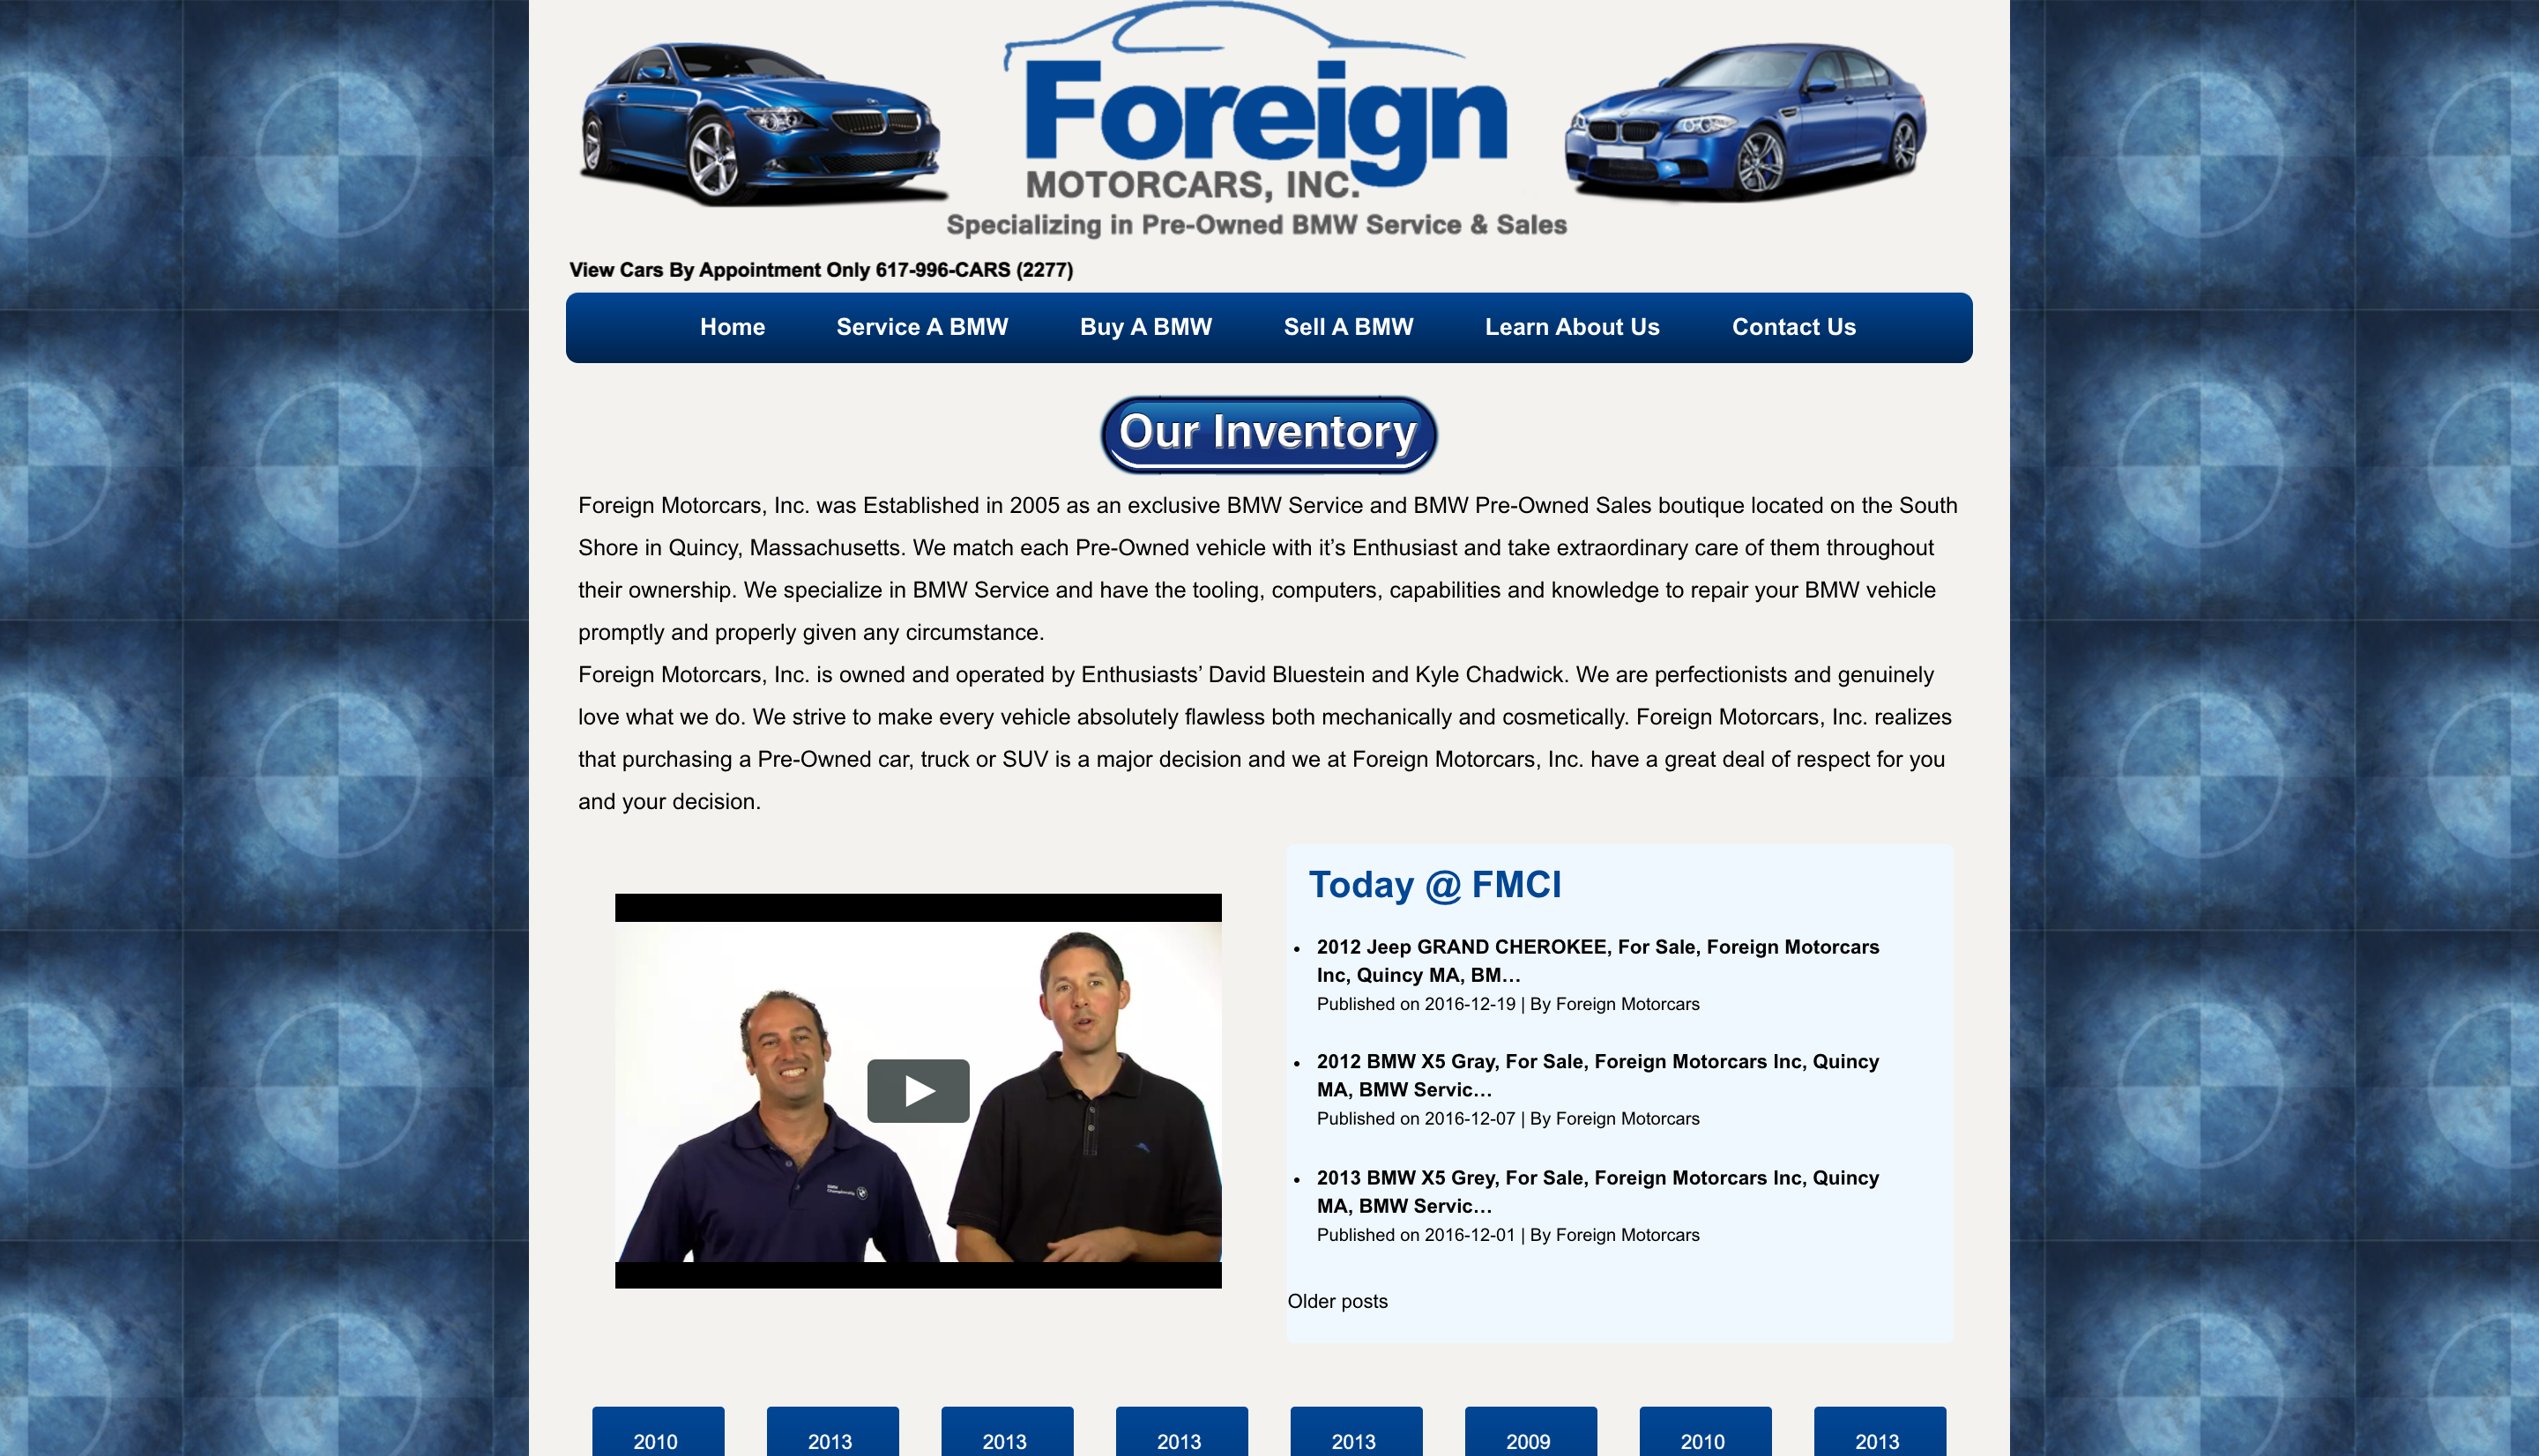 Foreign
MOTORCARS, INC.
Specializing in Pre-Owned BMW Service & Sales
View Cars By Appointment Only 617-996-CARS (2277)
Home Service A BMW Buy A BMW Sell A BMW Learn About Us Contact Us
Our Inventory
Foreign Motorcars, Inc. was Established in 2005 as an exclusive BMW Service and BMW Pre-Owned Sales boutique located on the South
Shore in Quincy, Massachusetts. We match each Pre-Owned vehicle with it’s Enthusiast and take extraordinary care of them throughout
their ownership. We specialize in BMW Service and have the tooling, computers, capabilities and knowledge to repair your BMW vehicle
promptly and properly given any circumstance.
Foreign Motorcars, Inc. is owned and operated by Enthusiasts’ David Bluestein and Kyle Chadwick. We are perfectionists and genuinely
love what we do. We strive to make every vehicle absolutely flawless both mechanically and cosmetically. Foreign Motorcars, Inc. realizes
that purchasing a Pre-Owned car, truck or SUV is a major decision and we at Foreign Motorcars, Inc. have a great deal of respect for you
and your decision.
Today @ FMCI
• 2012 Jeep GRAND CHEROKEE, For Sale, Foreign Motorcars
Inc, Quincy MA, BM…
Published on 2016-12-19 | By Foreign Motorcars
• 2012 BMW X5 Gray, For Sale, Foreign Motorcars Inc, Quincy
MA, BMW Servic…
Published on 2016-12-07 | By Foreign Motorcars
• 2013 BMW X5 Grey, For Sale, Foreign Motorcars Inc, Quincy
MA, BMW Servic…
Published on 2016-12-01 | By Foreign Motorcars
Older posts
2010 2013 2013 2013 2013 2009 2010 2013